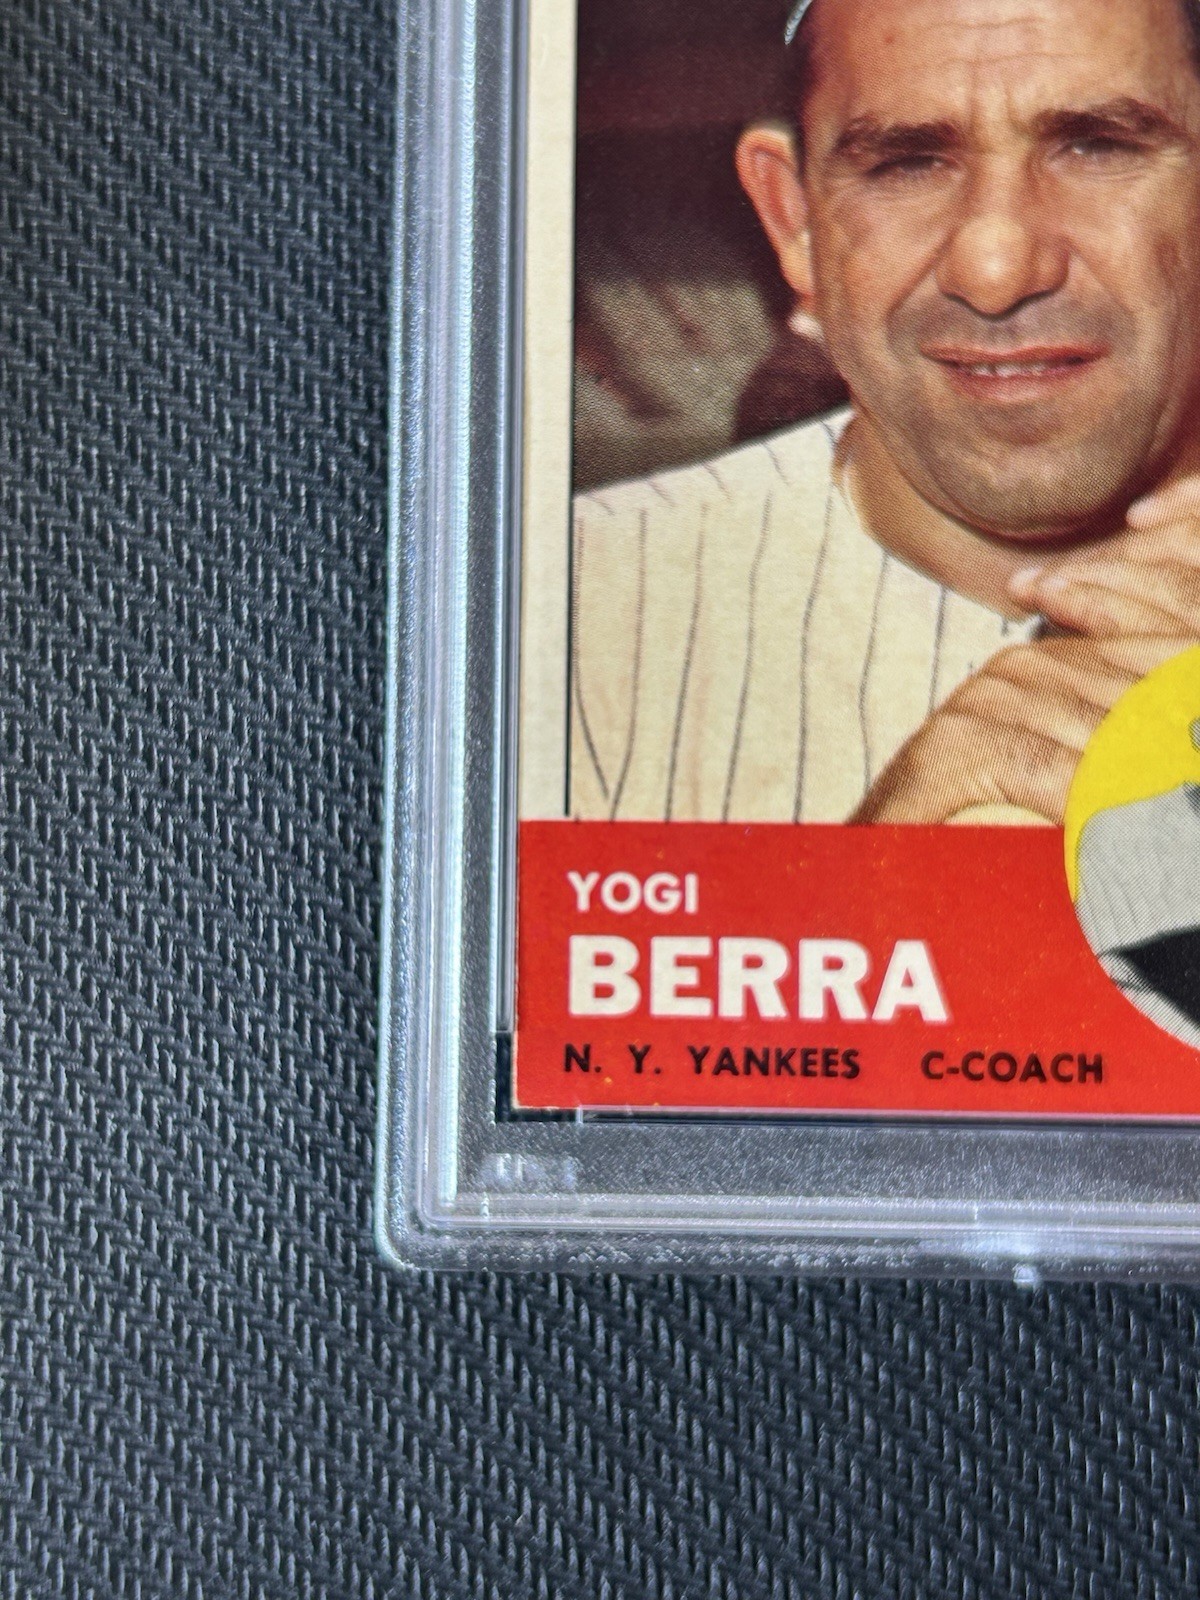 YOGI
BERRA
N. Y. YANKEES C-COACH